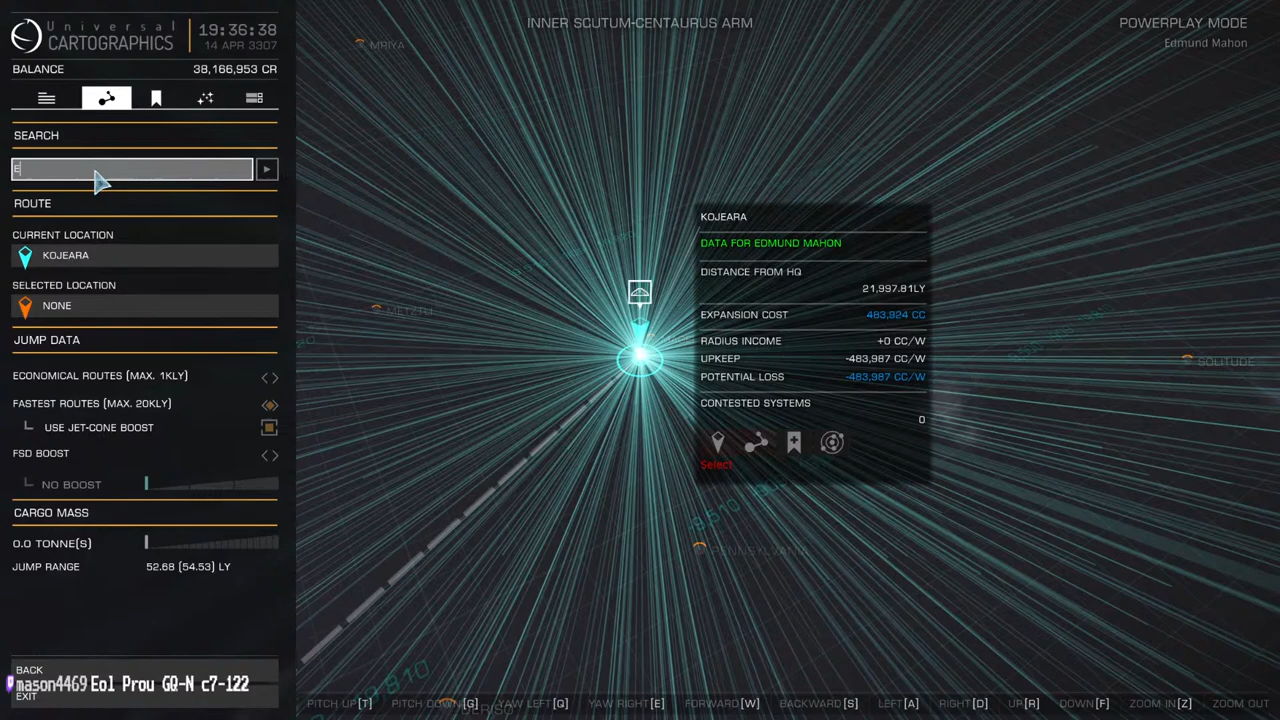 Universal
CARTOGRAPHICS
19:36:38
14 APR 3307
BALANCE
38,166,953 CR
SEARCH
E
ROUTE
CURRENT LOCATION
KOJEARA
SELECTED LOCATION
NONE
JUMP DATA
ECONOMICAL ROUTES (MAX. 1KLY)
FASTEST ROUTES (MAX. 20KLY)
USE JET-CONE BOOST
FSD BOOST
NO BOOST
CARGO MASS
0.0 TONNE(S)
JUMP RANGE
52.68 (54.53) LY
BACK
mason4469 Eol Prou GQ-N c7-122
EXIT
INNER SCUTUM-CENTAURUS ARM
POWERPLAY MODE
Edmund Mahon
MRIYA
SOLITUDE
PENNSYLVANIA
KOJEARA
DATA FOR EDMUND MAHON
DISTANCE FROM HQ
21,997.81LY
EXPANSION COST
483,924 CC
RADIUS INCOME
+0 CC/W
UPKEEP
-483,987 CC/W
POTENTIAL LOSS
-483,987 CC/W
CONTESTED SYSTEMS
0
Select
PITCH UP[T] PITCH DOWN[G] YAW LEFT[Q] YAW RIGHT[E] FORWARD[W] BACKWARD[S] LEFT[A] RIGHT[D] UP[R] DOWN[F] ZOOM IN[Z] ZOOM OUT